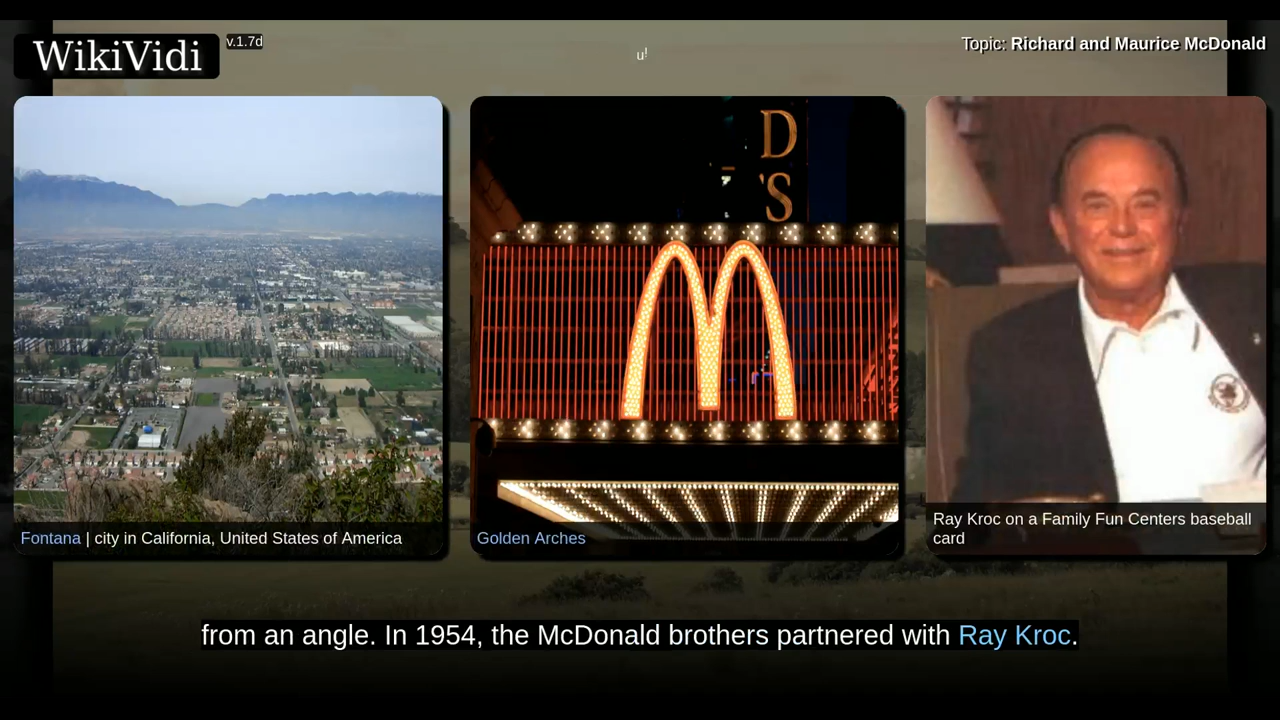 WikiVidi
v.1.7d
u!
Topic: Richard and Maurice McDonald
D
'S
Fontana | city in California, United States of America
Golden Arches
Ray Kroc on a Family Fun Centers baseball
card
from an angle. In 1954, the McDonald brothers partnered with Ray Kroc.